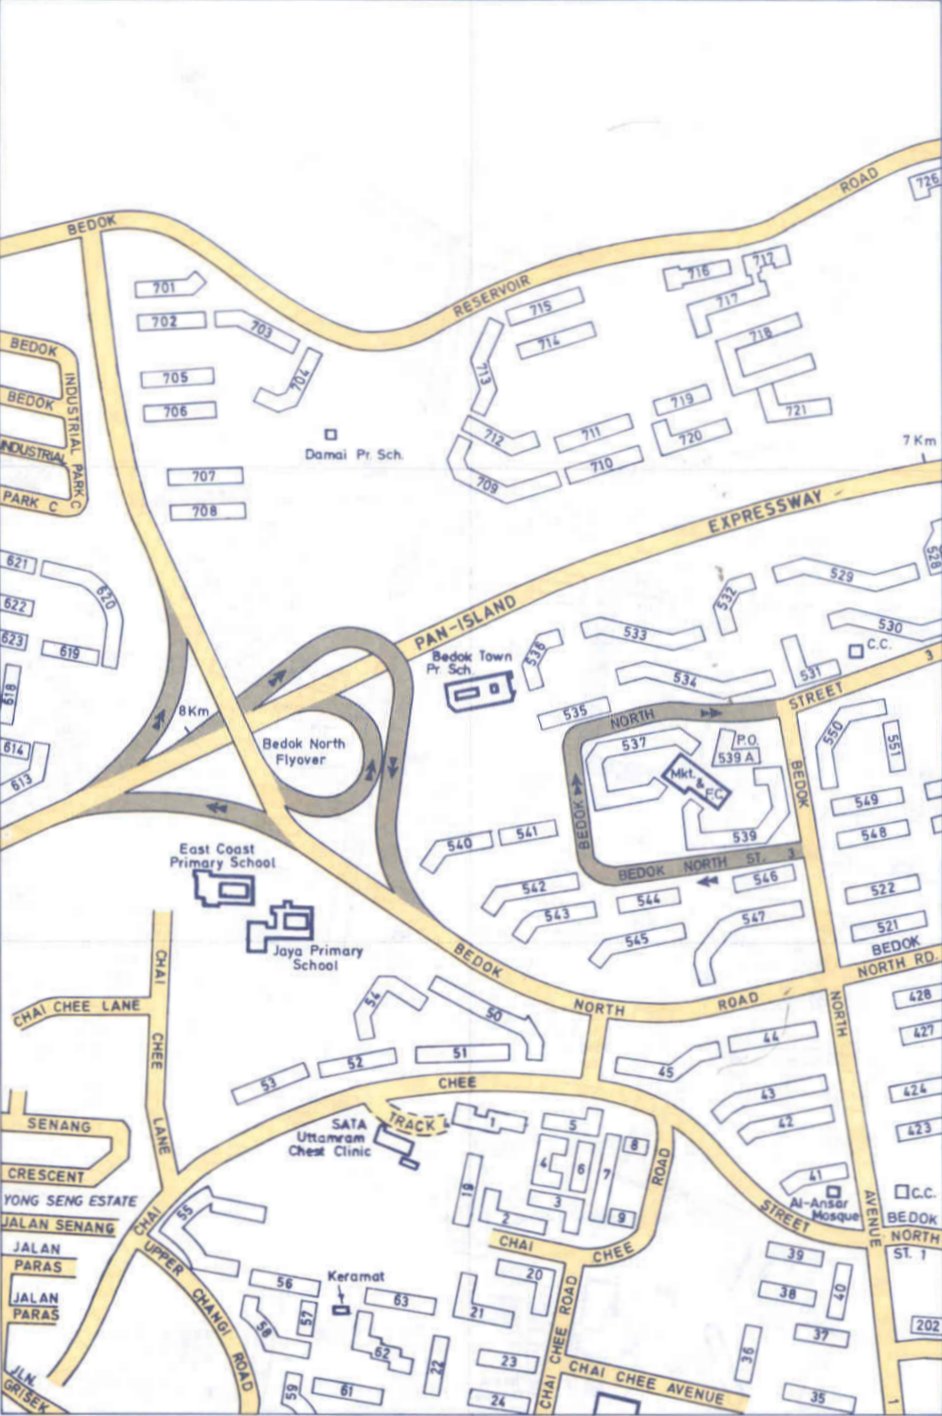 726
ROAD
BEDOK
RESERVOIR
716
717
717
701
702
703
704
715
714
713
718
719
720
721
BEDOK
BEDOK
INDUSTRIAL
PARK C
INDUSTRIAL PARK C
705
706
707
708
Damai Pr. Sch.
712
711
710
709
7 Km
EXPRESSWAY
PAN-ISLAND
621
622
623
620
619
618
614
613
528
529
532
530
533
C.C.
531
536
534
535
Bedok Town
Pr. Sch.
8 Km
Bedok North
Flyover
NORTH
STREET 3
BEDOK
537
P.O.
539 A
Mkt.
&
F.C.
539
BEDOK
550
551
549
548
BEDOK NORTH ST. 3
546
540
541
542
543
544
545
547
522
521
BEDOK
NORTH RD.
East Coast
Primary School
Jaya Primary
School
BEDOK
NORTH
ROAD
CHAI
CHEE
LANE
CHAI CHEE LANE
54
50
51
52
53
44
45
43
42
41
NORTH
428
427
424
423
CHEE
TRACK 4
SATA
Uttamram
Chest Clinic
1
5
4
6
7
8
9
3
2
19
ROAD
STREET
Al-Ansar
Mosque
AVENUE
C.C.
BEDOK
NORTH
ST. 1
SENANG
CRESCENT
YONG SENG ESTATE
JALAN SENANG
JALAN
PARAS
JALAN
PARAS
JLN.
GRISEK
CHAI
55
UPPER CHANGI ROAD
CHAI
CHEE
20
21
22
23
24
CHAI CHEE ROAD
CHAI CHEE AVENUE
Keramat
56
57
58
59
61
62
63
39
38
40
37
36
35
202
1